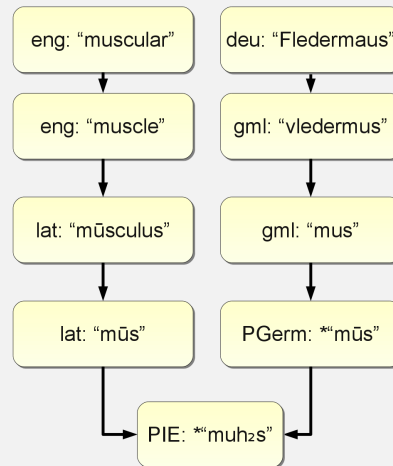 eng: “muscular”
deu: “Fledermaus”
eng: “muscle”
gml: “vledermus”
lat: “mūsculus”
gml: “mus”
lat: “mūs”
PGerm: *“mūs”
PIE: *“muh₂s”